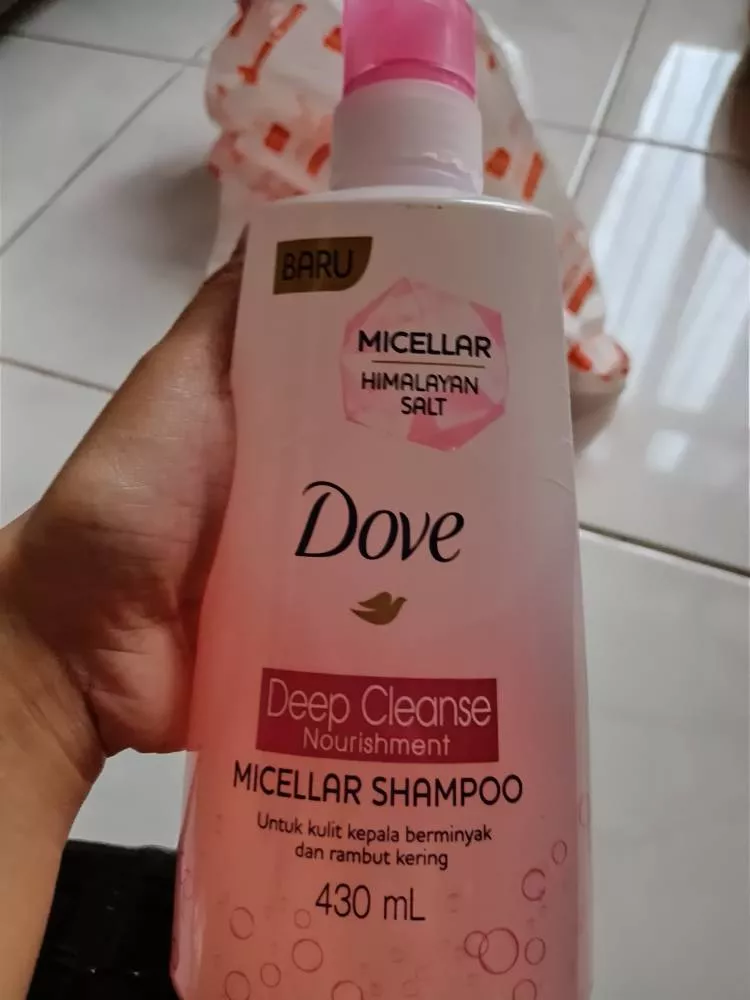 BARU
MICELLAR
HIMALAYAN
SALT
Dove
Deep Cleanse
Nourishment
MICELLAR SHAMPOO
Untuk kulit kepala berminyak
dan rambut kering
430 mL